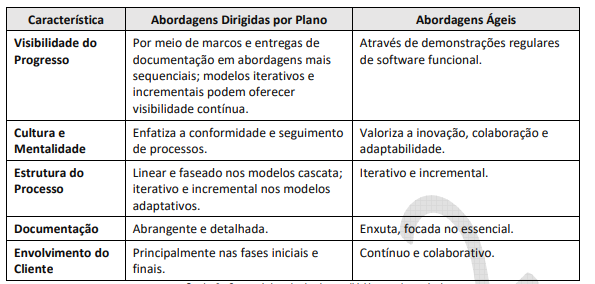 Característica Abordagens Dirigidas por Plano Abordagens Ágeis
Visibilidade do
Progresso
Por meio de marcos e entregas de
documentação em abordagens mais
sequenciais; modelos iterativos e
incrementais podem oferecer
visibilidade contínua.
Através de demonstrações regulares
de software funcional.
Cultura e
Mentalidade
Enfatiza a conformidade e seguimento
de processos.
Valoriza a inovação, colaboração e
adaptabilidade.
Estrutura do
Processo
Linear e faseado nos modelos cascata;
iterativo e incremental nos modelos
adaptativos.
Iterativo e incremental.
Documentação
Abrangente e detalhada.
Enxuta, focada no essencial.
Envolvimento do
Cliente
Principalmente nas fases iniciais e
finais.
Contínuo e colaborativo.